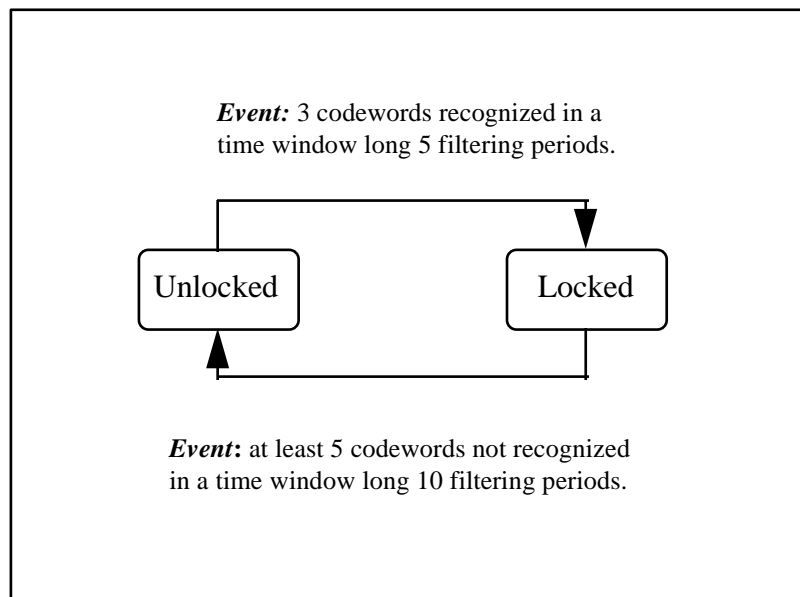 Event: 3 codewords recognized in a
time window long 5 filtering periods.
Unlocked
Locked
Event: at least 5 codewords not recognized
in a time window long 10 filtering periods.